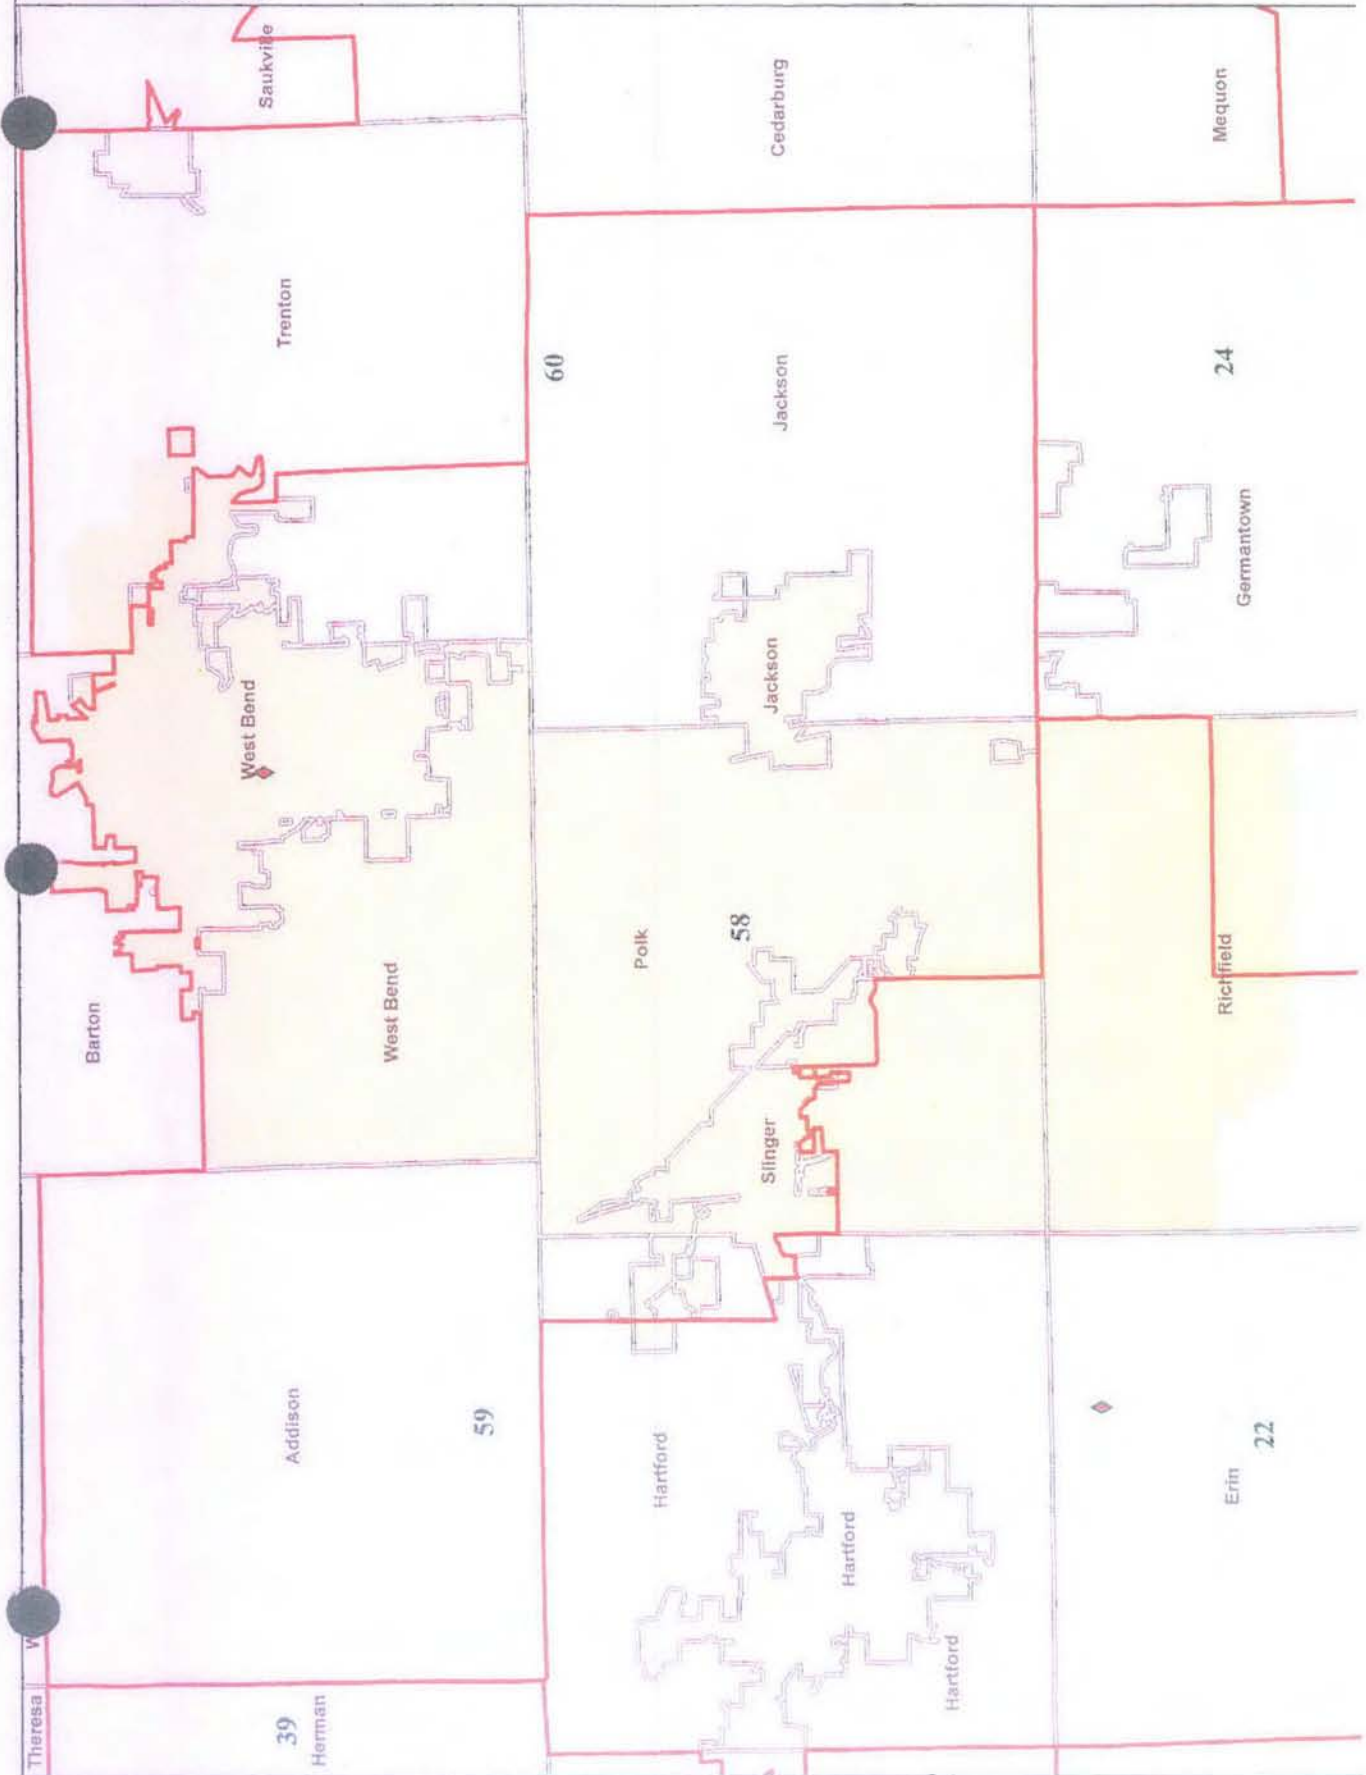 Theresa
W
Barton
West Bend
Saukville
39
Herman
Addison
Trenton
West Bend
59
60
Hartford
Polk
58
Slinger
Jackson
Jackson
Cedarburg
Hartford
Hartford
Erin
22
Richfield
Germantown
24
Mequon